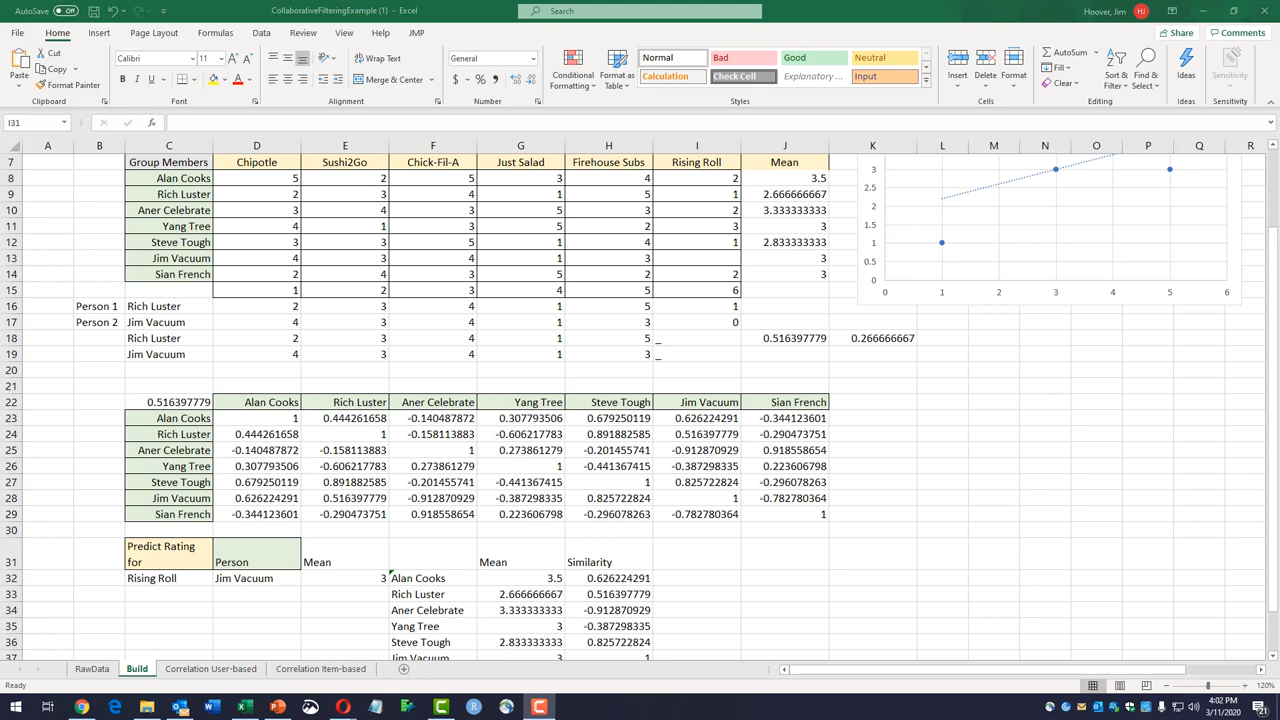 AutoSave Off CollaborativeFilteringExample (1) - Excel Search Hoover, Jim HJ
File Home Insert Page Layout Formulas Data Review View Help JMP Share Comments
Cut Calibri 11 Wrap Text General Normal Bad Good Neutral AutoSum
Copy Fill
Paste Format Painter B I U Merge & Center $ % Conditional Formatting Format as Table Calculation Check Cell Explanatory ... Input Insert Delete Format Clear Sort & Filter Find & Select Ideas Sensitivity
Clipboard Font Alignment Number Styles Cells Editing Ideas Sensitivity
I31 fx
A B C D E F G H I J K L M N O P Q R
7 Group Members Chipotle Sushi2Go Chick-Fil-A Just Salad Firehouse Subs Rising Roll Mean
8 Alan Cooks 5 2 5 3 4 2 3.5
9 Rich Luster 2 3 4 1 5 1 2.666666667
10 Aner Celebrate 3 4 3 5 3 2 3.333333333
11 Yang Tree 4 1 3 5 2 3 3
12 Steve Tough 3 3 5 1 4 1 2.833333333
13 Jim Vacuum 4 3 4 1 3 3
14 Sian French 2 4 3 5 2 2 3
15 1 2 3 4 5 6
16 Person 1 Rich Luster 2 3 4 1 5 1
17 Person 2 Jim Vacuum 4 3 4 1 3 0
18 Rich Luster 2 3 4 1 5 _ 0.516397779 0.266666667
19 Jim Vacuum 4 3 4 1 3 _
20
21
22 0.516397779 Alan Cooks Rich Luster Aner Celebrate Yang Tree Steve Tough Jim Vacuum Sian French
23 Alan Cooks 1 0.444261658 -0.140487872 0.307793506 0.679250119 0.626224291 -0.344123601
24 Rich Luster 0.444261658 1 -0.158113883 -0.606217783 0.891882585 0.516397779 -0.290473751
25 Aner Celebrate -0.140487872 -0.158113883 1 0.273861279 -0.201455741 -0.912870929 0.918558654
26 Yang Tree 0.307793506 -0.606217783 0.273861279 1 -0.441367415 -0.387298335 0.223606798
27 Steve Tough 0.679250119 0.891882585 -0.201455741 -0.441367415 1 0.825722824 -0.296078263
28 Jim Vacuum 0.626224291 0.516397779 -0.912870929 -0.387298335 0.825722824 1 -0.782780364
29 Sian French -0.344123601 -0.290473751 0.918558654 0.223606798 -0.296078263 -0.782780364 1
30
31 Predict Rating for Person Mean Mean Similarity
32 Rising Roll Jim Vacuum 3 Alan Cooks 3.5 0.626224291
33 Rich Luster 2.666666667 0.516397779
34 Aner Celebrate 3.333333333 -0.912870929
35 Yang Tree 3 -0.387298335
36 Steve Tough 2.833333333 0.825722824
37 Jim Vacuum 3 1
3
2.5
2
1.5
1
0.5
0
0 1 2 3 4 5 6
RawData Build Correlation User-based Correlation Item-based
Ready 120%
4:02 PM
3/11/2020
21